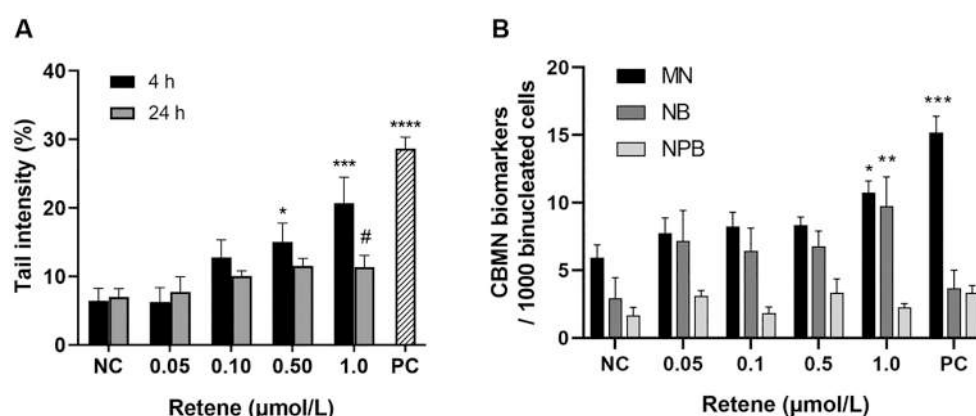 A
Tail intensity (%)
40
30
20
10
0
4 h
24 h
*
***
#
****
NC 0.05 0.10 0.50 1.0 PC
Retene (µmol/L)
B
CBMN biomarkers
/ 1000 binucleated cells
20
15
10
5
0
MN
NB
NPB
*
**
***
NC 0.05 0.1 0.5 1.0 PC
Retene (µmol/L)